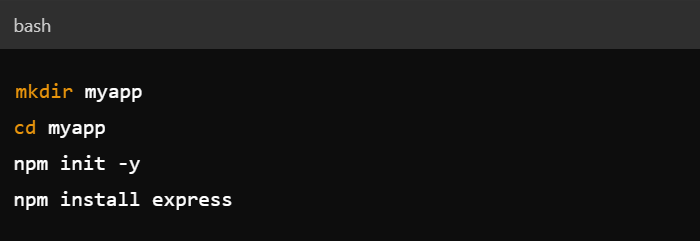 bash
mkdir myapp
cd myapp
npm init -y
npm install express